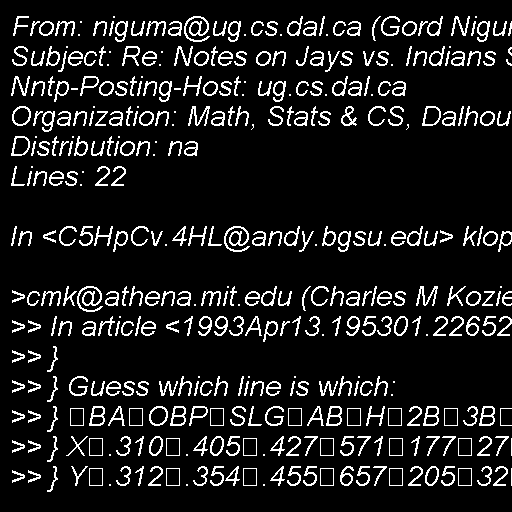 From: niguma@ug.cs.dal.ca (Gord Nigu
Subject: Re: Notes on Jays vs. Indians S
Nntp-Posting-Host: ug.cs.dal.ca
Organization: Math, Stats & CS, Dalhou
Distribution: na
Lines: 22
In <C5HpCv.4HL@andy.bgsu.edu> klop
>cmk@athena.mit.edu (Charles M Kozie
>> In article <1993Apr13.195301.22652
>> }
>> } Guess which line is which:
>> } □BA□OBP□SLG□AB□H□2B□3B□
>> } X□.310□.405□.427□571□177□27
>> } Y□.312□.354□.455□657□205□32